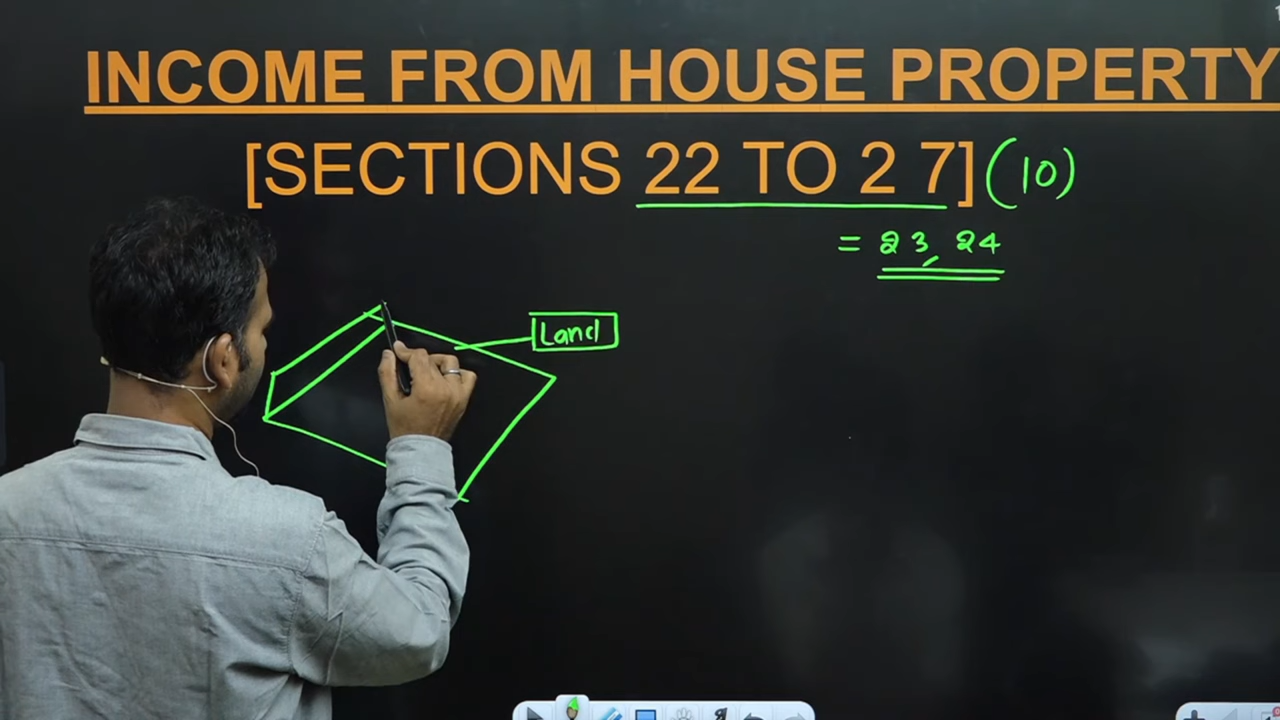 INCOME FROM HOUSE PROPERTY
[SECTIONS 22 TO 2 7] (10)
= 23, 24
Land